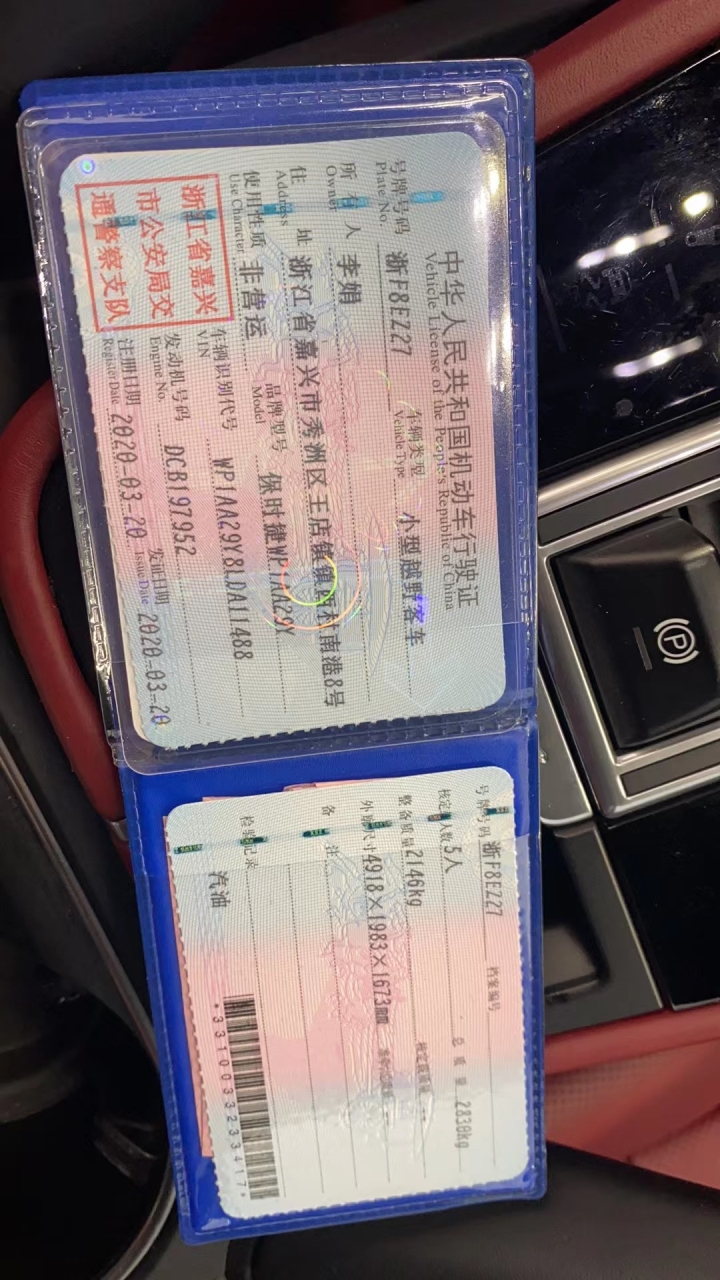 中华人民共和国机动车行驶证
Vehicle License of the People's Republic of China
号牌号码 浙F8EZ27 车辆类型 小型越野客车
Plate No. Vehicle Type
所有人 李娟
Owner
住址 浙江省嘉兴市秀洲区王店镇镇西村南港8号
Address
使用性质 非营运 品牌型号 保时捷WP1AA29Y
Use Character Model
浙江省嘉兴
市公安局交
通警察支队
车辆识别代号 WP1AA29Y8LDA11488
VIN
发动机号码 DCB197952
Engine No.
注册日期 2020-03-20 发证日期 2020-03-20
Register Date Issue Date
号牌号码 浙F8EZ27 档案编号
核定人数 5人 总质量 2830kg
整备质量 2146kg 核定载质量 --
外廓尺寸 4918×1983×1673mm
备注
检验记录
汽油
*3310033233417*
P